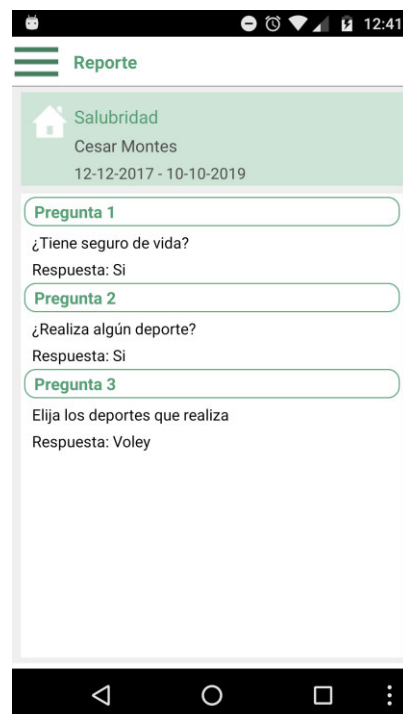 12:41
Reporte
Salubridad
Cesar Montes
12-12-2017 - 10-10-2019
Pregunta 1
¿Tiene seguro de vida?
Respuesta: Si
Pregunta 2
¿Realiza algún deporte?
Respuesta: Si
Pregunta 3
Elija los deportes que realiza
Respuesta: Voley